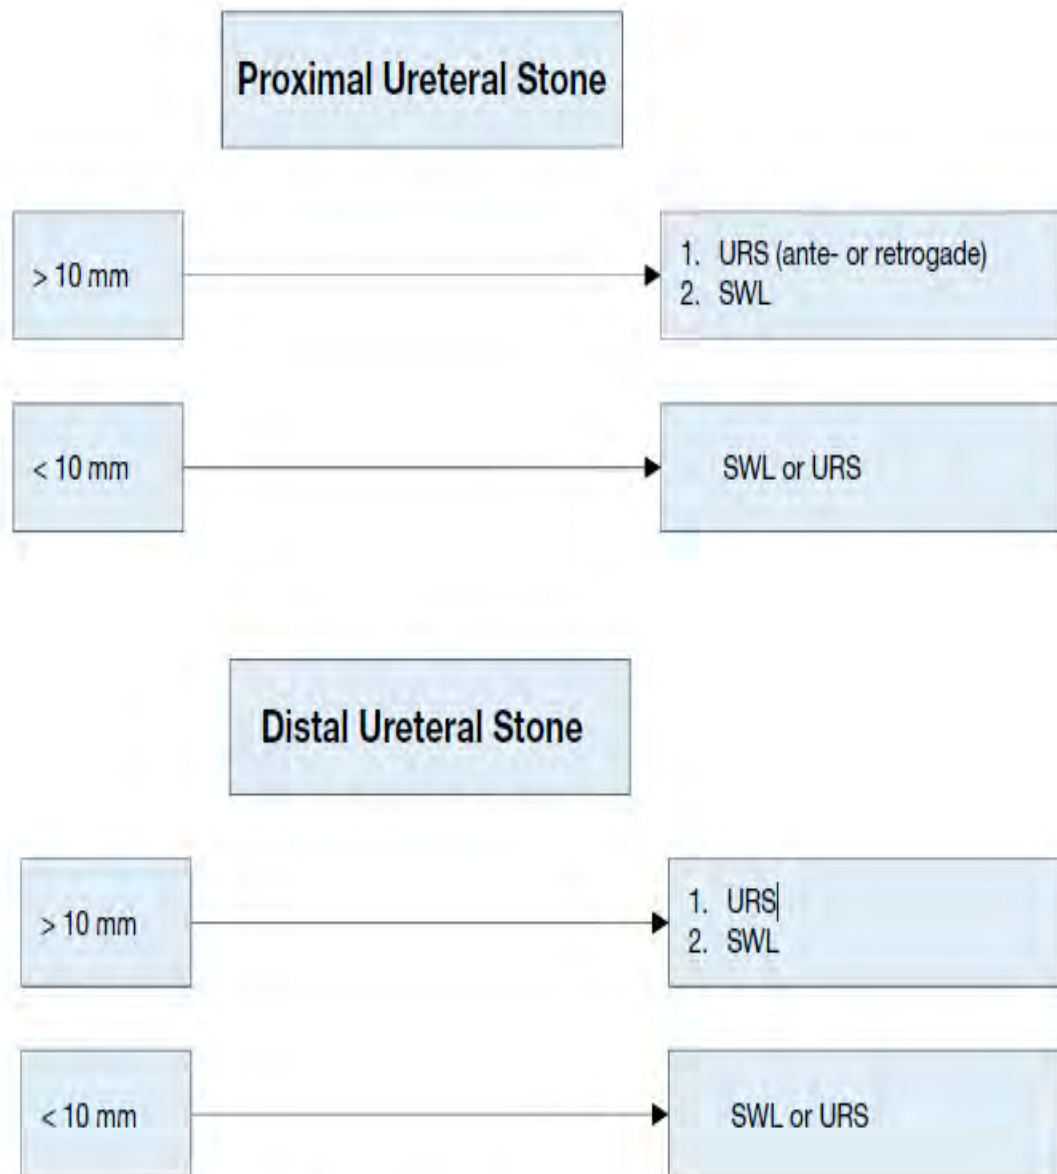 Proximal Ureteral Stone
> 10 mm
1. URS (ante- or retrogade)
2. SWL
< 10 mm
SWL or URS
Distal Ureteral Stone
> 10 mm
1. URS
2. SWL
< 10 mm
SWL or URS